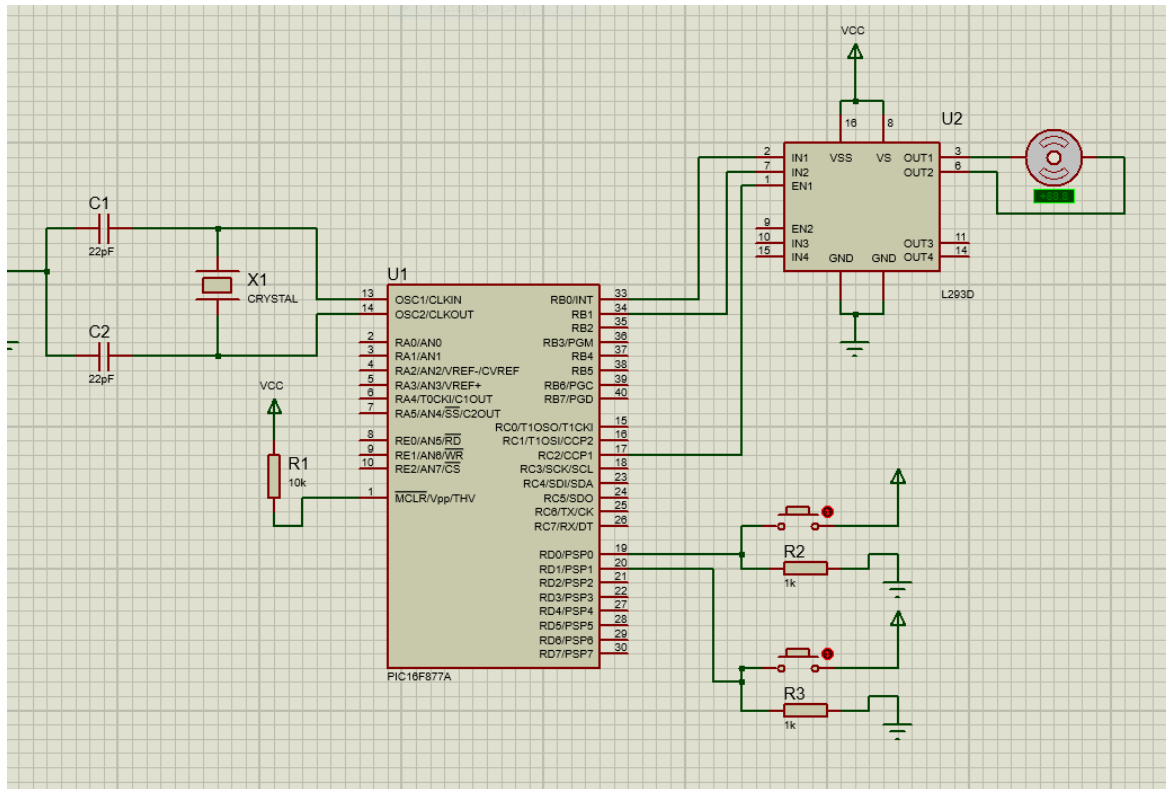 VCC
U2
16 8
2 IN1 VSS VS OUT1 3
7 IN2 OUT2 6
1 EN1
9 EN2
10 IN3 OUT3 11
15 IN4 GND GND OUT4 14
L293D
C1
22pF
X1
CRYSTAL
C2
22pF
VCC
R1
10k
U1
13 OSC1/CLKIN RB0/INT 33
14 OSC2/CLKOUT RB1 34
RB2 35
2 RA0/AN0 RB3/PGM 36
3 RA1/AN1 RB4 37
4 RA2/AN2/VREF-/CVREF RB5 38
5 RA3/AN3/VREF+ RB6/PGC 39
6 RA4/T0CKI/C1OUT RB7/PGD 40
7 RA5/AN4/SS/C2OUT
RC0/T1OSO/T1CKI 15
8 RE0/AN5/RD RC1/T1OSI/CCP2 16
9 RE1/AN6/WR RC2/CCP1 17
10 RE2/AN7/CS RC3/SCK/SCL 18
RC4/SDI/SDA 23
1 MCLR/Vpp/THV RC5/SDO 24
RC6/TX/CK 25
RC7/RX/DT 26
RD0/PSP0 19
RD1/PSP1 20
RD2/PSP2 21
RD3/PSP3 22
RD4/PSP4 27
RD5/PSP5 28
RD6/PSP6 29
RD7/PSP7 30
PIC16F877A
R2
1k
R3
1k